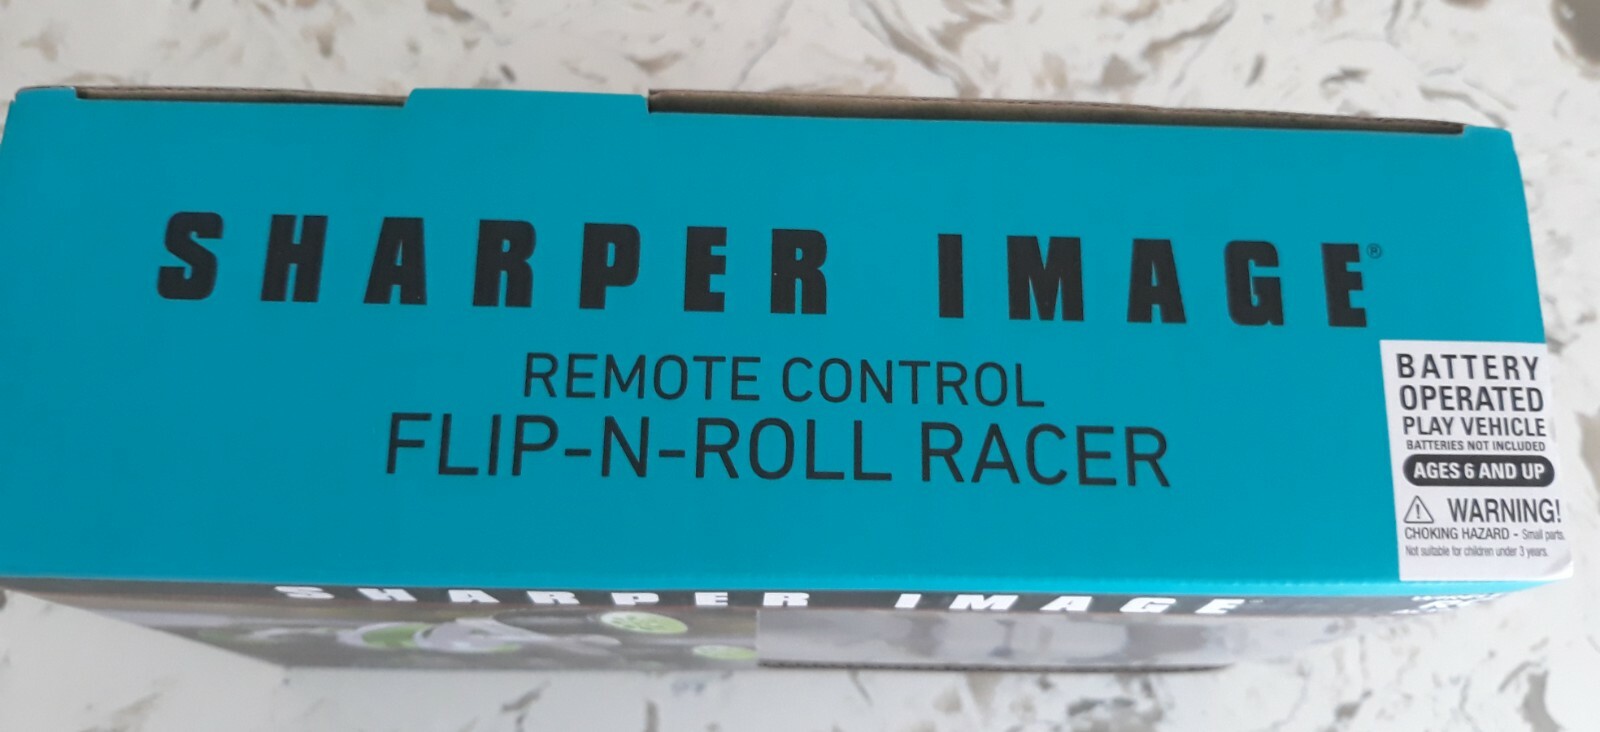 SHARPER IMAGE®
REMOTE CONTROL
FLIP-N-ROLL RACER
BATTERY
OPERATED
PLAY VEHICLE
BATTERIES NOT INCLUDED
AGES 6 AND UP
WARNING!
CHOKING HAZARD - Small parts.
Not suitable for children under 3 years.
SHARPER IMAGE